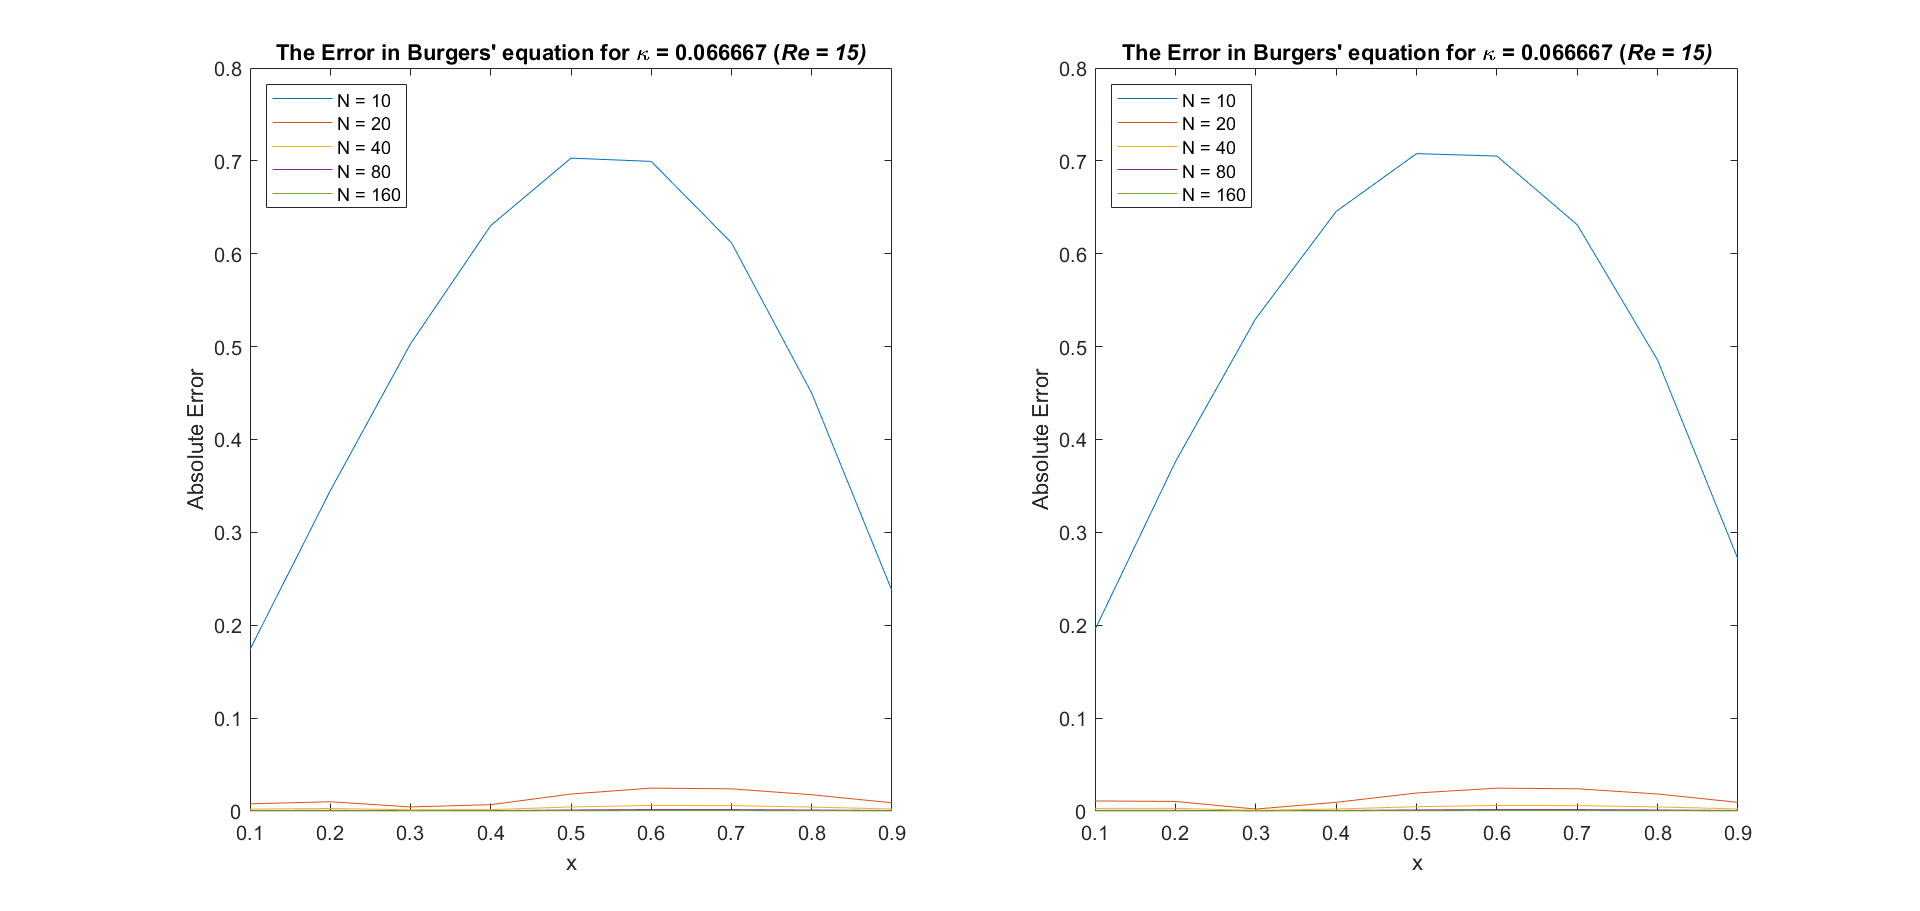 The Error in Burgers' equation for κ = 0.066667 (Re = 15)
N = 10
N = 20
N = 40
N = 80
N = 160
0.8
0.7
0.6
0.5
0.4
0.3
0.2
0.1
0
Absolute Error
0.1 0.2 0.3 0.4 0.5 0.6 0.7 0.8 0.9
x
The Error in Burgers' equation for κ = 0.066667 (Re = 15)
N = 10
N = 20
N = 40
N = 80
N = 160
0.8
0.7
0.6
0.5
0.4
0.3
0.2
0.1
0
Absolute Error
0.1 0.2 0.3 0.4 0.5 0.6 0.7 0.8 0.9
x